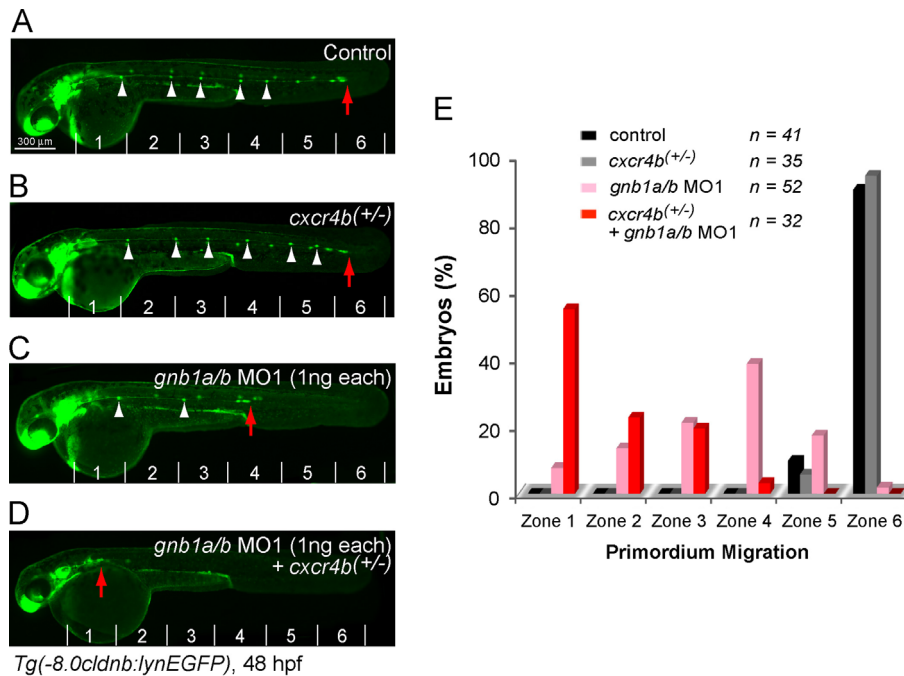 A
Control
300 µm
1 2 3 4 5 6
B
cxcr4b(+/-)
1 2 3 4 5 6
C
gnb1a/b MO1 (1ng each)
1 2 3 4 5 6
D
gnb1a/b MO1 (1ng each)
+ cxcr4b(+/-)
1 2 3 4 5 6
Tg(-8.0cldnb:lynEGFP), 48 hpf
E
control n = 41
cxcr4b(+/-) n = 35
gnb1a/b MO1 n = 52
cxcr4b(+/-)
+ gnb1a/b MO1 n = 32
Embryos (%)
100
80
60
40
20
0
Zone 1 Zone 2 Zone 3 Zone 4 Zone 5 Zone 6
Primordium Migration